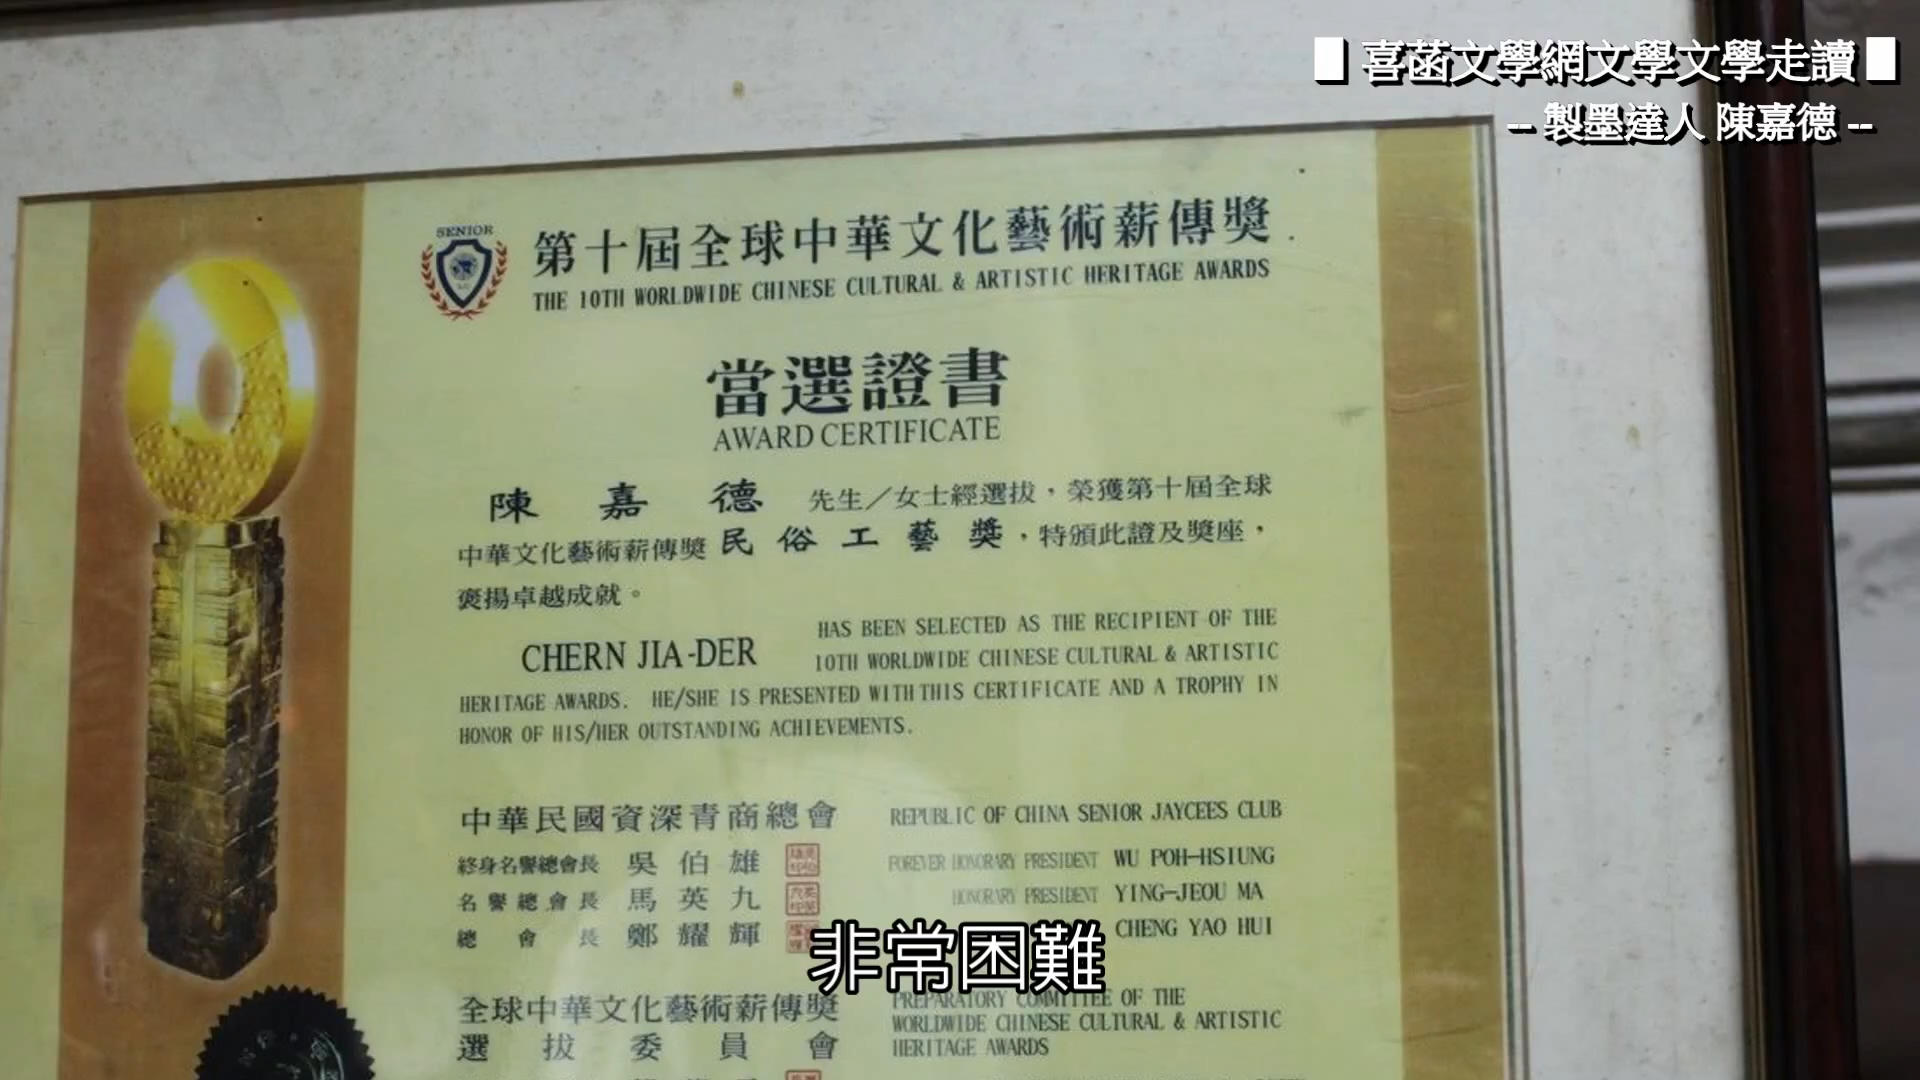 ▌喜菡文學網文學文學走讀▐
-- 製墨達人 陳嘉德 --
SENIOR
第十屆全球中華文化藝術薪傳獎
THE 10TH WORLDWIDE CHINESE CULTURAL & ARTISTIC HERITAGE AWARDS
當選證書
AWARD CERTIFICATE
陳嘉德 先生／女士經選拔，榮獲第十屆全球
中華文化藝術薪傳獎 民俗工藝獎，特頒此證及獎座，
褒揚卓越成就。
CHERN JIA-DER HAS BEEN SELECTED AS THE RECIPIENT OF THE
10TH WORLDWIDE CHINESE CULTURAL & ARTISTIC
HERITAGE AWARDS. HE/SHE IS PRESENTED WITH THIS CERTIFICATE AND A TROPHY IN
HONOR OF HIS/HER OUTSTANDING ACHIEVEMENTS.
中華民國資深青商總會 REPUBLIC OF CHINA SENIOR JAYCEES CLUB
終身名譽總會長 吳伯雄 FOREVER HONORARY PRESIDENT WU POH-HSIUNG
名譽總會長 馬英九 HONORARY PRESIDENT YING-JEOU MA
總會長 鄭耀輝 CHENG YAO HUI
非常困難
全球中華文化藝術薪傳獎
選拔委員會
PREPARATORY COMMITTEE OF THE
WORLDWIDE CHINESE CULTURAL & ARTISTIC
HERITAGE AWARDS